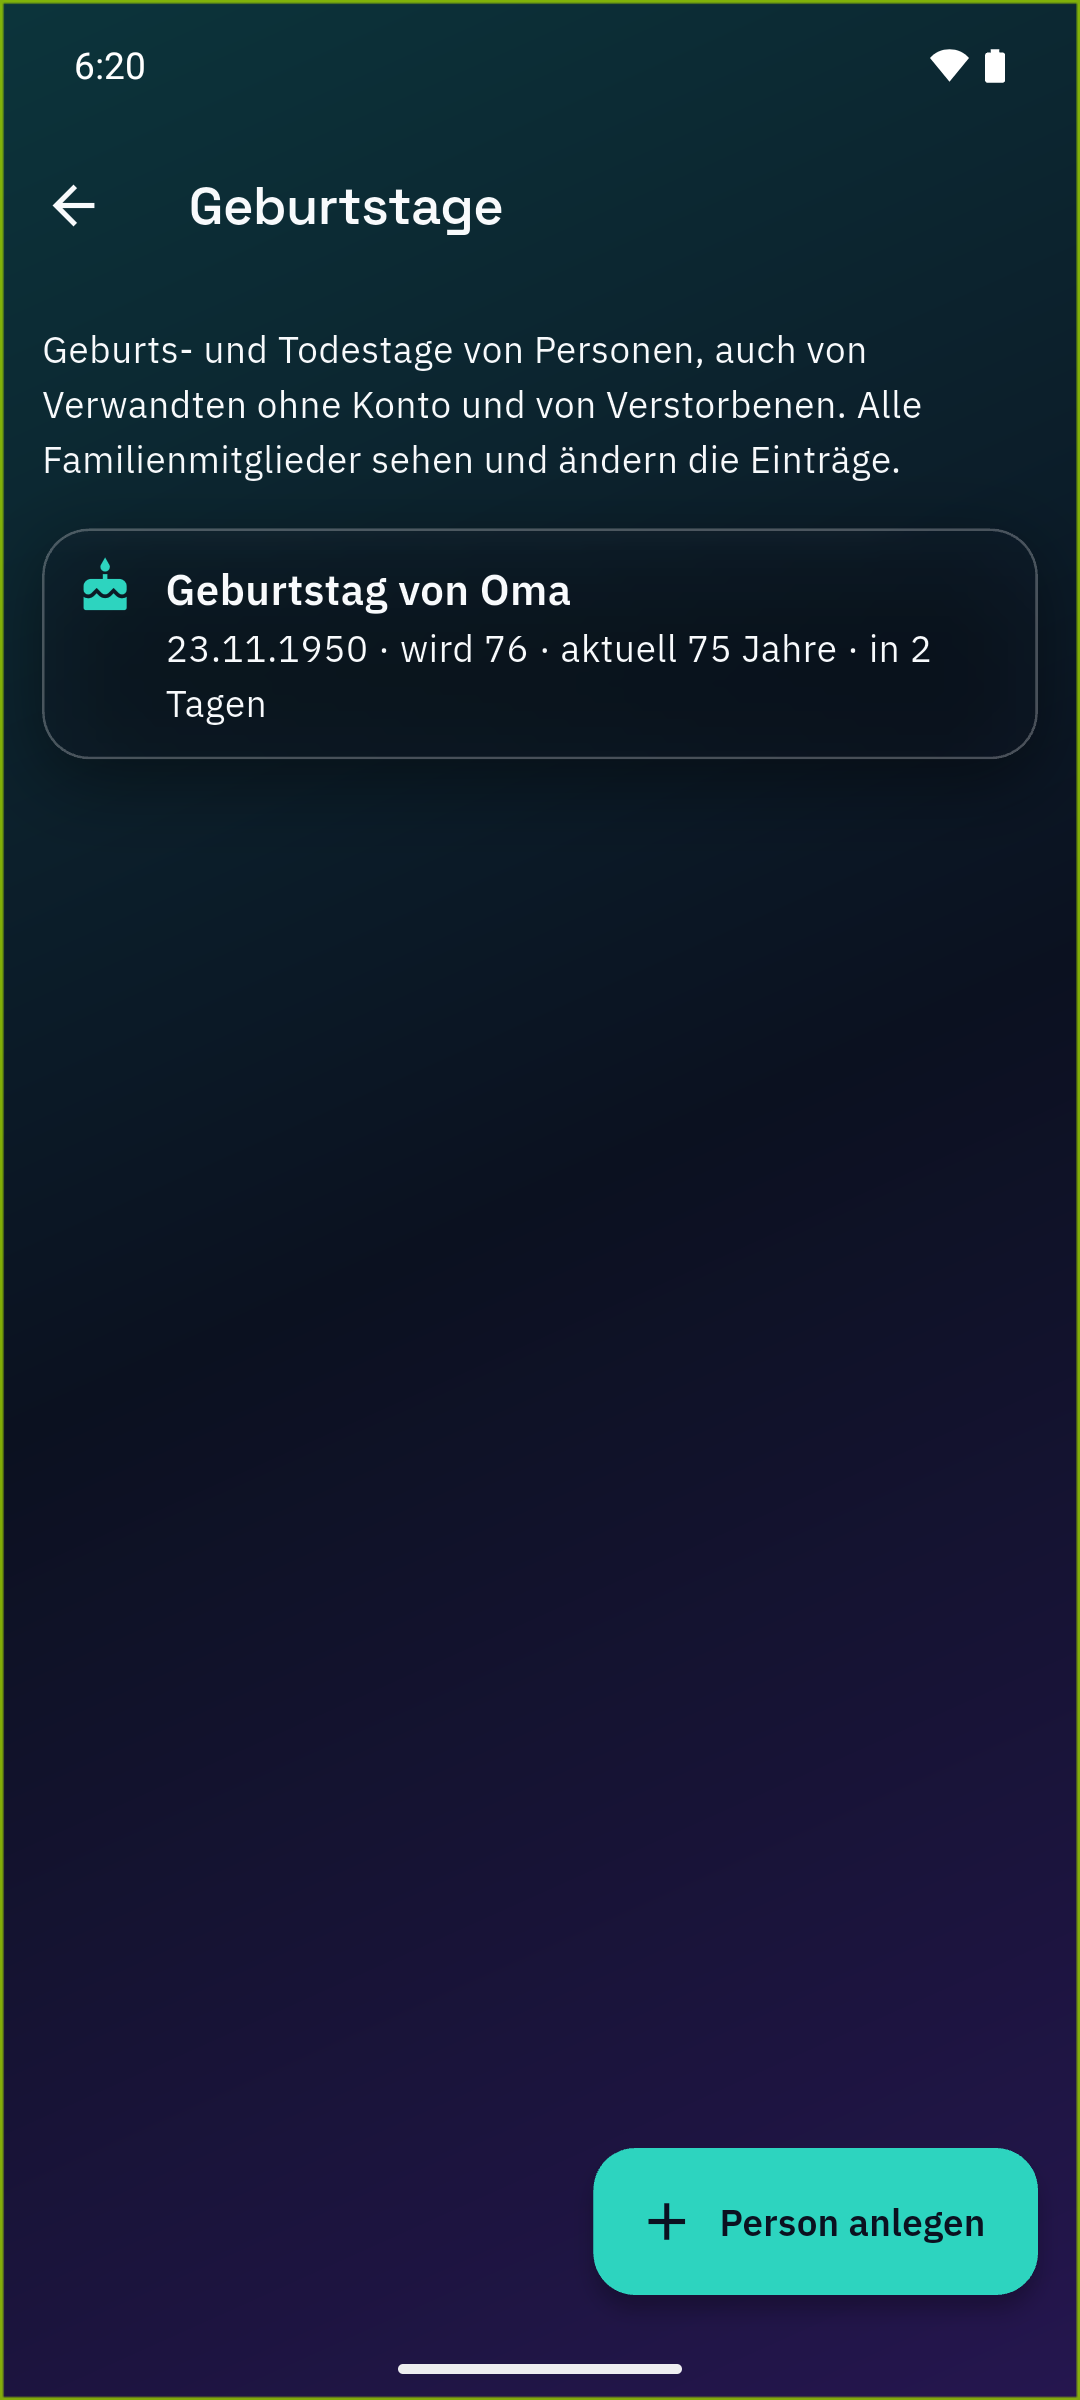 6:20
Geburtstage
Geburts- und Todestage von Personen, auch von
Verwandten ohne Konto und von Verstorbenen. Alle
Familienmitglieder sehen und ändern die Einträge.
Geburtstag von Oma
23.11.1950 · wird 76 · aktuell 75 Jahre · in 2
Tagen
Person anlegen